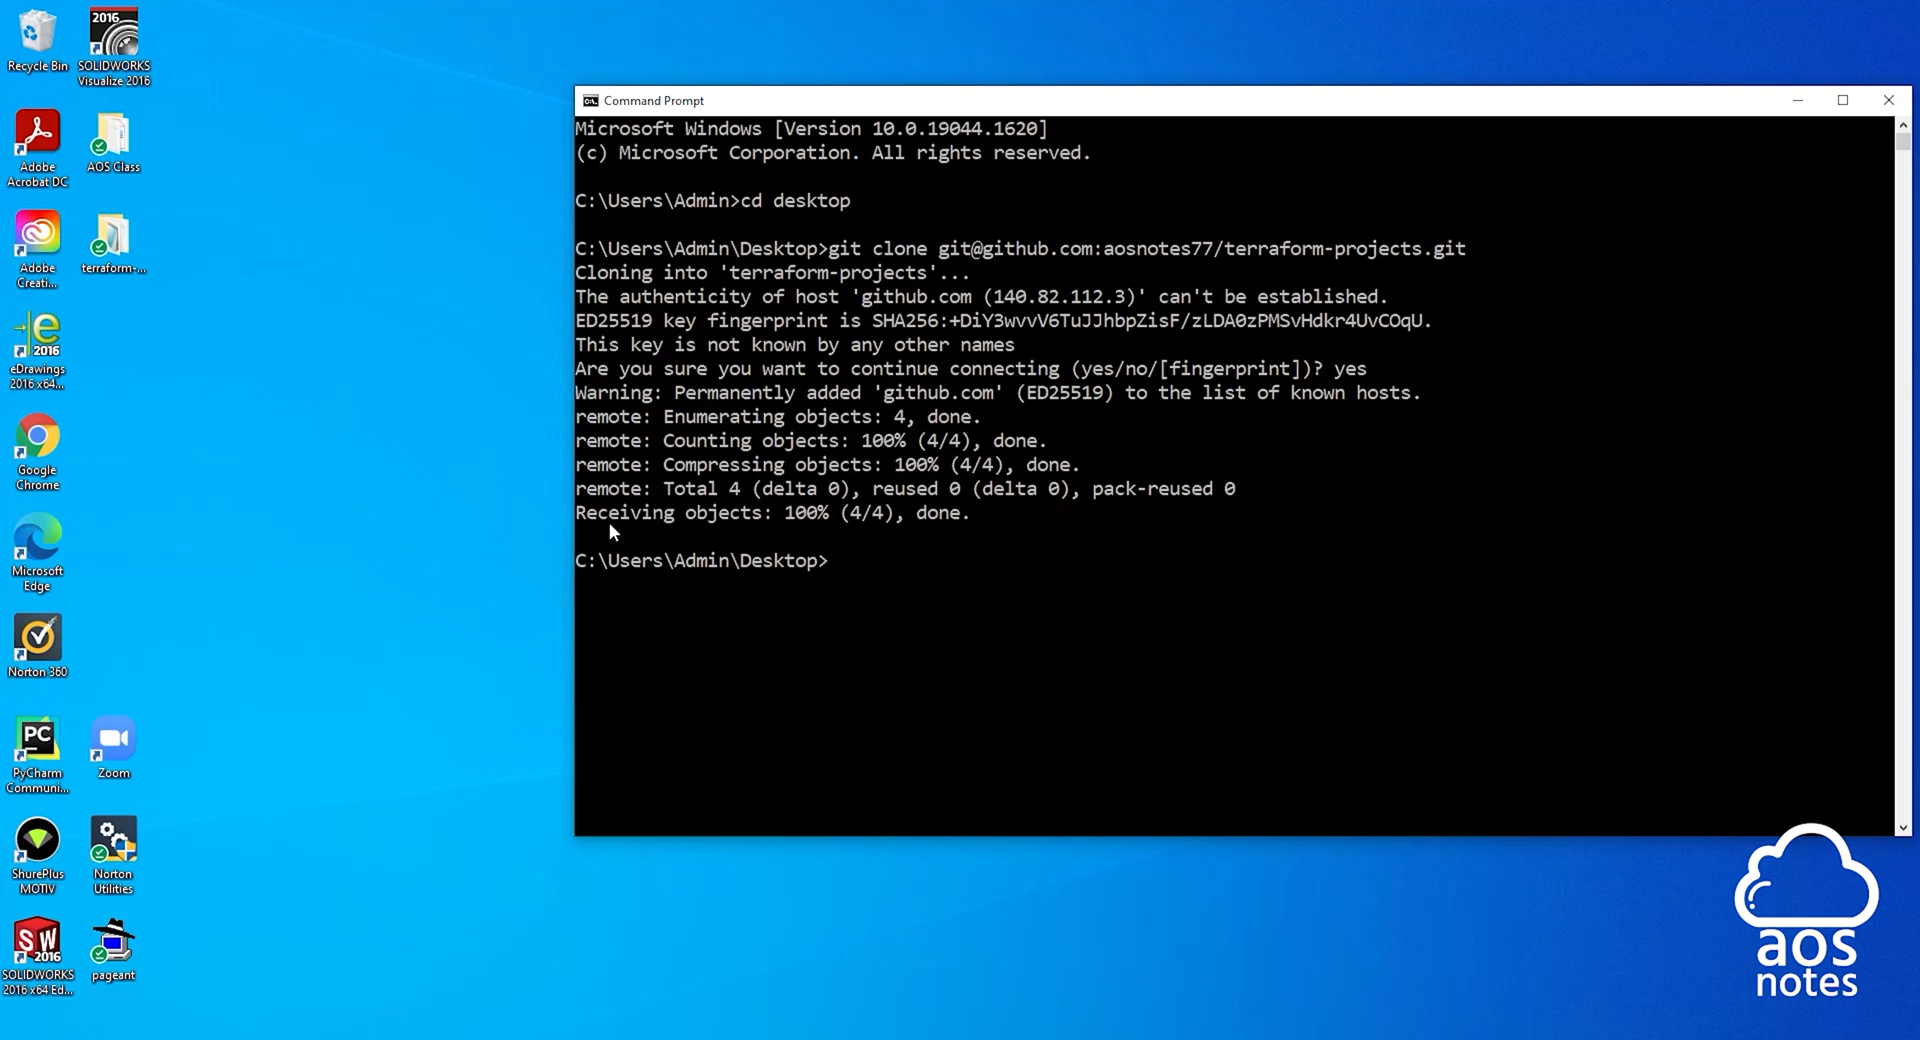 Recycle Bin
2016
SOLIDWORKS
Visualize 2016
Adobe
Acrobat DC
AOS Class
Adobe
Creati...
terraform-...
e
2016
eDrawings
2016 x64...
Google
Chrome
Microsoft
Edge
Norton 360
PC
PyCharm
Communi...
Zoom
ShurePlus
MOTIV
Norton
Utilities
SW
2016
SOLIDWORKS
2016 x64 Ed...
pageant
C:\.
Command Prompt
Microsoft Windows [Version 10.0.19044.1620]
(c) Microsoft Corporation. All rights reserved.
C:\Users\Admin>cd desktop
C:\Users\Admin\Desktop>git clone git@github.com:aosnotes77/terraform-projects.git
Cloning into 'terraform-projects'...
The authenticity of host 'github.com (140.82.112.3)' can't be established.
ED25519 key fingerprint is SHA256:+DiY3wvvV6TuJJhbpZisF/zLDA0zPMSvHdkr4UvCOqU.
This key is not known by any other names
Are you sure you want to continue connecting (yes/no/[fingerprint])? yes
Warning: Permanently added 'github.com' (ED25519) to the list of known hosts.
remote: Enumerating objects: 4, done.
remote: Counting objects: 100% (4/4), done.
remote: Compressing objects: 100% (4/4), done.
remote: Total 4 (delta 0), reused 0 (delta 0), pack-reused 0
Receiving objects: 100% (4/4), done.
C:\Users\Admin\Desktop>
aos
notes